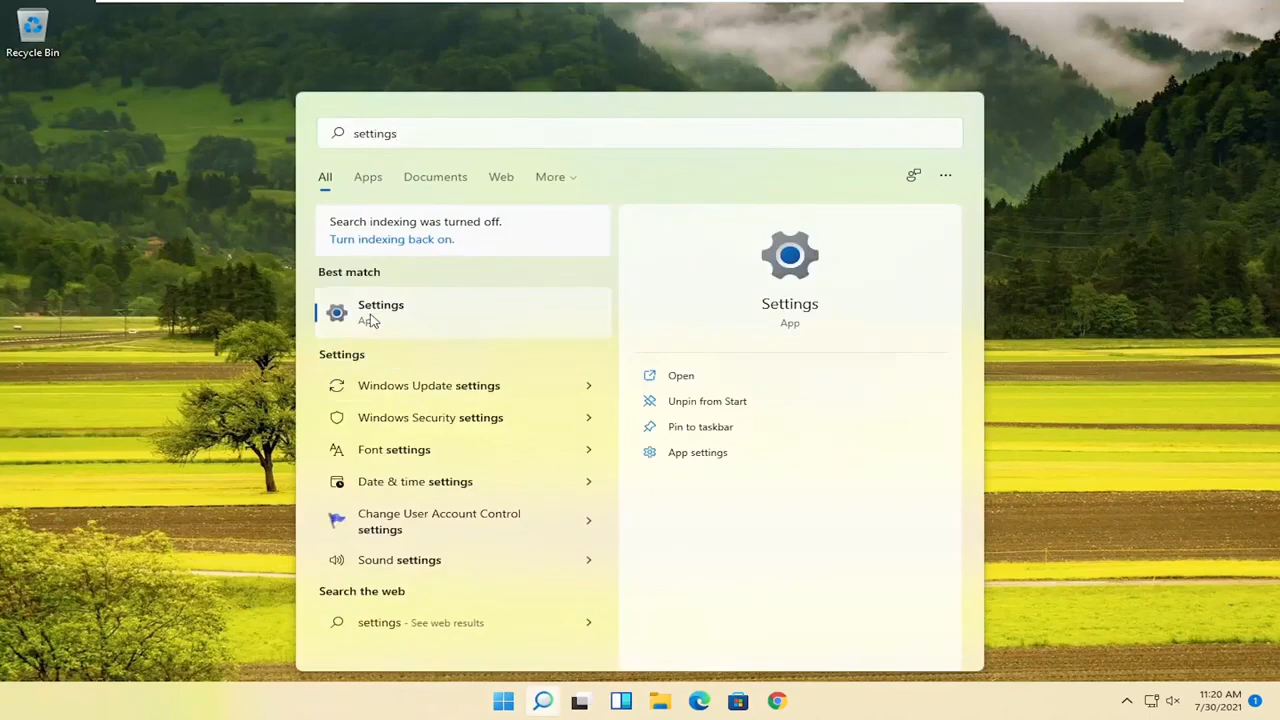 Recycle Bin
settings
All Apps Documents Web More
Search indexing was turned off.
Turn indexing back on.
Best match
Settings
App
Settings
Windows Update settings
Windows Security settings
Font settings
Date & time settings
Change User Account Control
settings
Sound settings
Search the web
settings - See web results
Settings
App
Open
Unpin from Start
Pin to taskbar
App settings
11:20 AM
7/30/2021
1